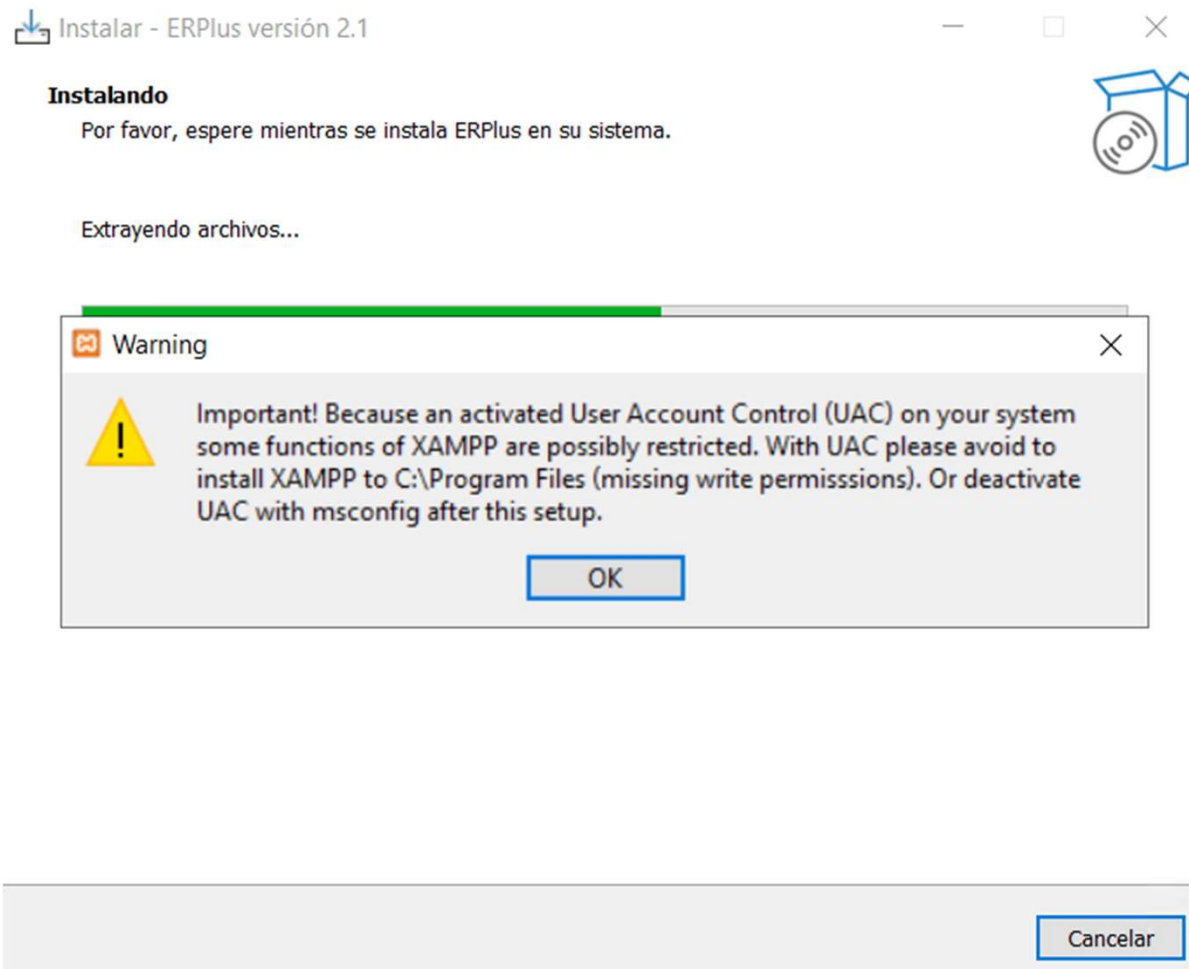 Instalar - ERPlus versión 2.1
Instalando
Por favor, espere mientras se instala ERPlus en su sistema.
Extrayendo archivos...
Warning
Important! Because an activated User Account Control (UAC) on your system
some functions of XAMPP are possibly restricted. With UAC please avoid to
install XAMPP to C:\Program Files (missing write permisssions). Or deactivate
UAC with msconfig after this setup.
OK
Cancelar